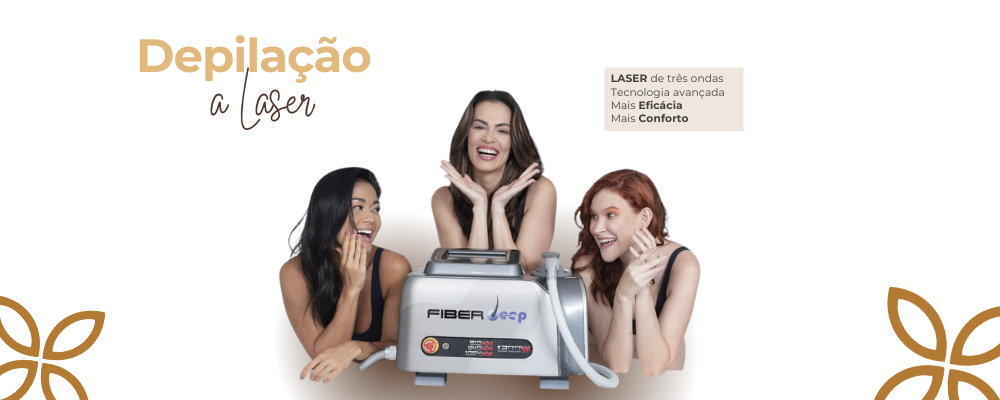 Depilação
a Laser
LASER de três ondas
Tecnologia avançada
Mais Eficácia
Mais Conforto
FIBER Deep
1200W